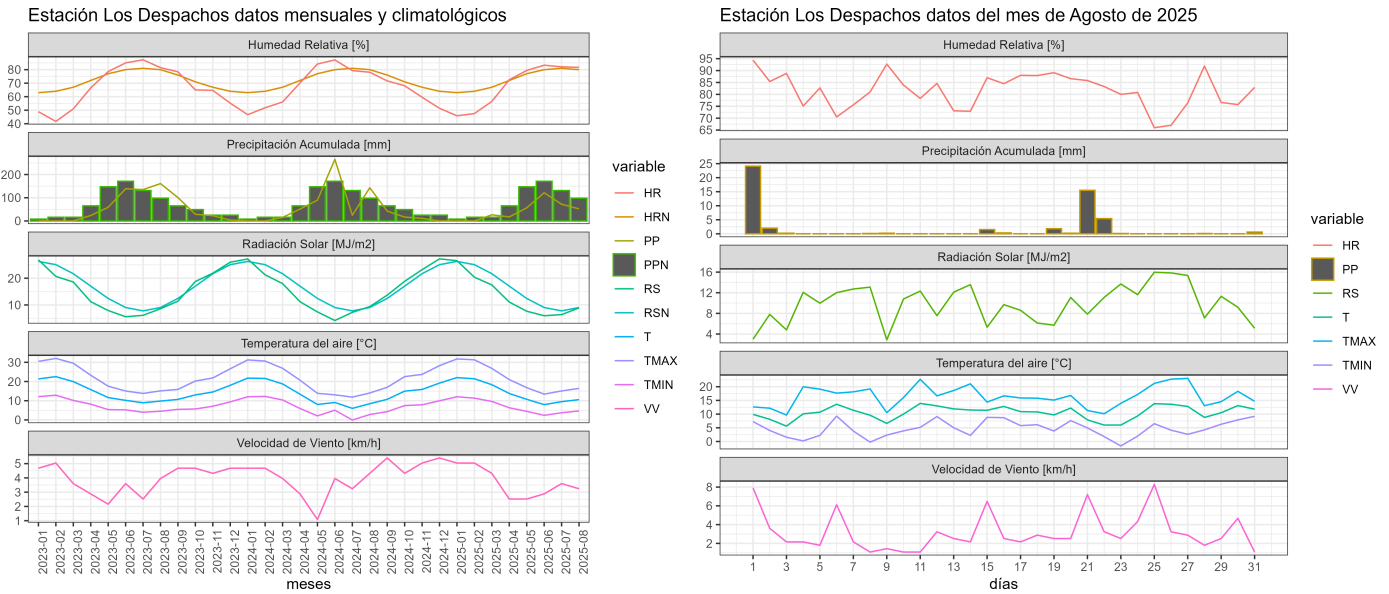 Estación Los Despachos datos mensuales y climatológicos
Humedad Relativa [%]
80
70
60
50
40
Precipitación Acumulada [mm]
200
100
0
Radiación Solar [MJ/m2]
20
10
Temperatura del aire [°C]
30
20
10
0
Velocidad de Viento [km/h]
5
4
3
2
1
2023-01
2023-02
2023-03
2023-04
2023-05
2023-06
2023-07
2023-08
2023-09
2023-10
2023-11
2023-12
2024-01
2024-02
2024-03
2024-04
2024-05
2024-06
2024-07
2024-08
2024-09
2024-10
2024-11
2024-12
2025-01
2025-02
2025-03
2025-04
2025-05
2025-06
2025-07
2025-08
meses
variable
HR
HRN
PP
PPN
RS
RSN
T
TMAX
TMIN
VV
Estación Los Despachos datos del mes de Agosto de 2025
Humedad Relativa [%]
95
90
85
80
75
70
65
Precipitación Acumulada [mm]
25
20
15
10
5
0
Radiación Solar [MJ/m2]
16
12
8
4
Temperatura del aire [°C]
20
15
10
5
0
Velocidad de Viento [km/h]
8
6
4
2
1 3 5 7 9 11 13 15 17 19 21 23 25 27 29 31
días
variable
HR
PP
RS
T
TMAX
TMIN
VV